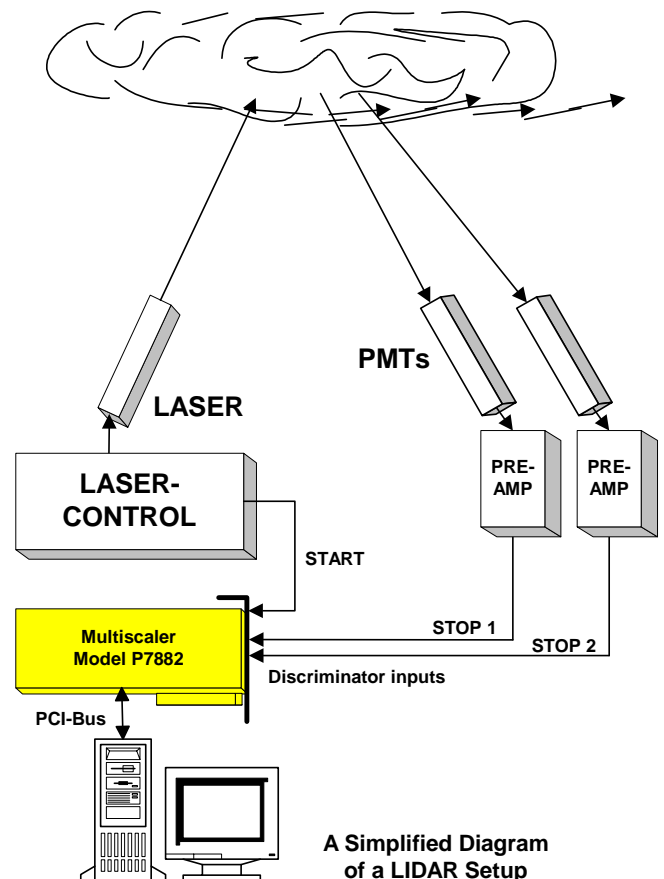 PMTs
LASER
LASER-
CONTROL
PRE-
AMP
PRE-
AMP
START
STOP 1
STOP 2
Multiscaler
Model P7882
Discriminator inputs
PCI-Bus
A Simplified Diagram
of a LIDAR Setup